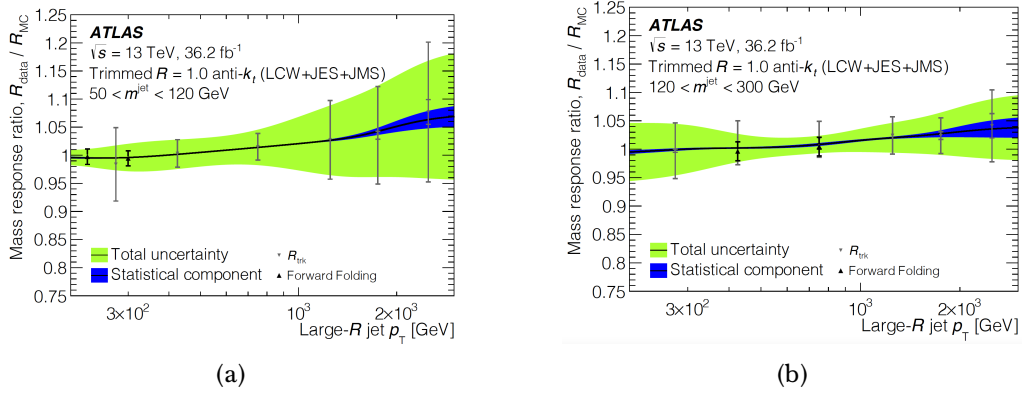 Mass response ratio, R_data / R_MC
1.25
1.2
1.15
1.1
1.05
1
0.95
0.9
0.85
0.8
0.75
ATLAS
√s = 13 TeV, 36.2 fb⁻¹
Trimmed R = 1.0 anti-k_t (LCW+JES+JMS)
50 < m^jet < 120 GeV
Total uncertainty
Statistical component
R_trk
Forward Folding
3×10² 10³ 2×10³
Large-R jet p_T [GeV]
(a)
Mass response ratio, R_data / R_MC
1.25
1.2
1.15
1.1
1.05
1
0.95
0.9
0.85
0.8
0.75
ATLAS
√s = 13 TeV, 36.2 fb⁻¹
Trimmed R = 1.0 anti-k_t (LCW+JES+JMS)
120 < m^jet < 300 GeV
Total uncertainty
Statistical component
R_trk
Forward Folding
3×10² 10³ 2×10³
Large-R jet p_T [GeV]
(b)